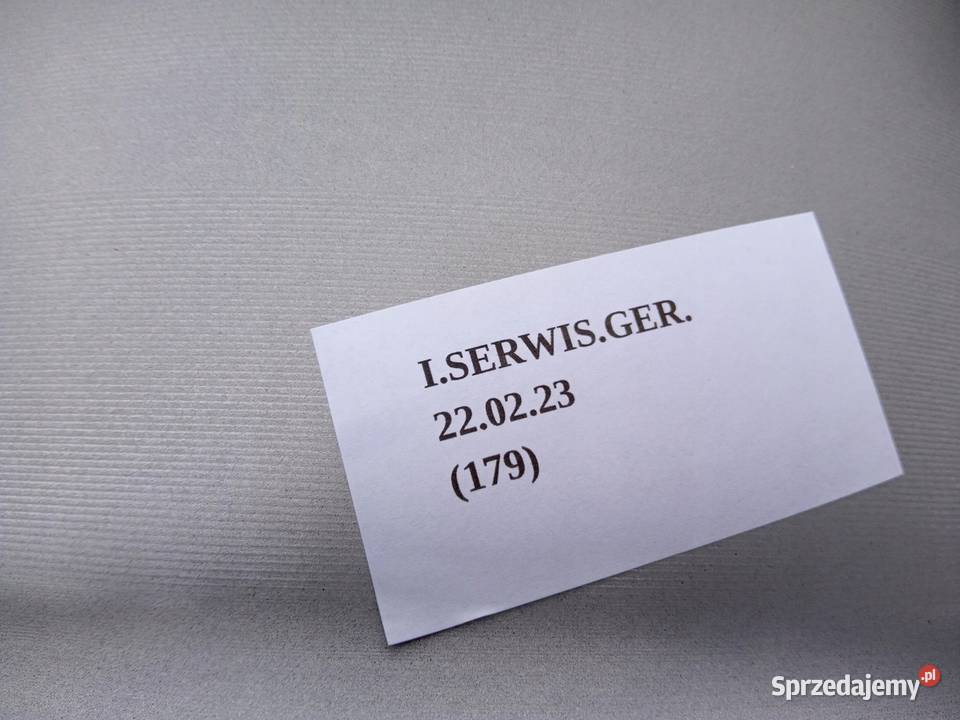 I.SERWIS.GER.
22.02.23
(179)
Sprzedajemy.pl